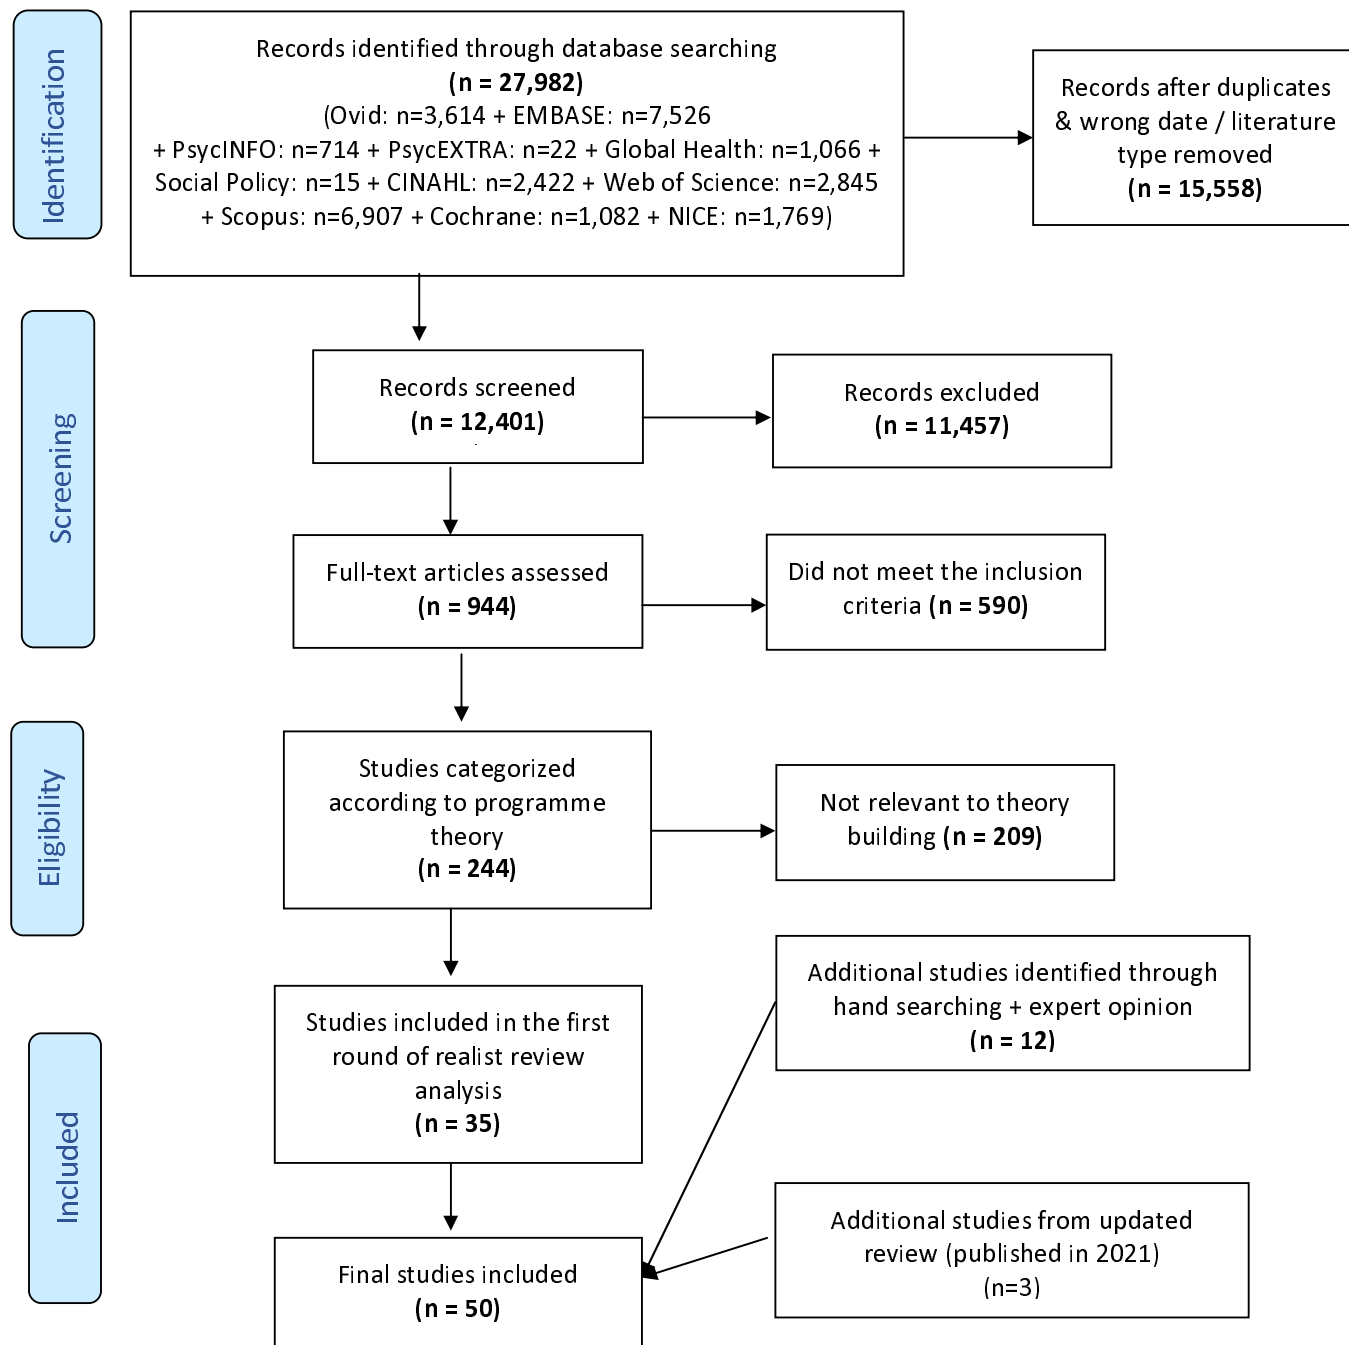 Identification
Records identified through database searching
(n = 27,982)
(Ovid: n=3,614 + EMBASE: n=7,526
+ PsycINFO: n=714 + PsycEXTRA: n=22 + Global Health: n=1,066 +
Social Policy: n=15 + CINAHL: n=2,422 + Web of Science: n=2,845
+ Scopus: n=6,907 + Cochrane: n=1,082 + NICE: n=1,769)
Records after duplicates
& wrong date / literature
type removed
(n = 15,558)
Screening
Records screened
(n = 12,401)
Records excluded
(n = 11,457)
Full-text articles assessed
(n = 944)
Did not meet the inclusion
criteria (n = 590)
Eligibility
Studies categorized
according to programme
theory
(n = 244)
Not relevant to theory
building (n = 209)
Included
Studies included in the first
round of realist review
analysis
(n = 35)
Additional studies identified through
hand searching + expert opinion
(n = 12)
Additional studies from updated
review (published in 2021)
(n=3)
Final studies included
(n = 50)